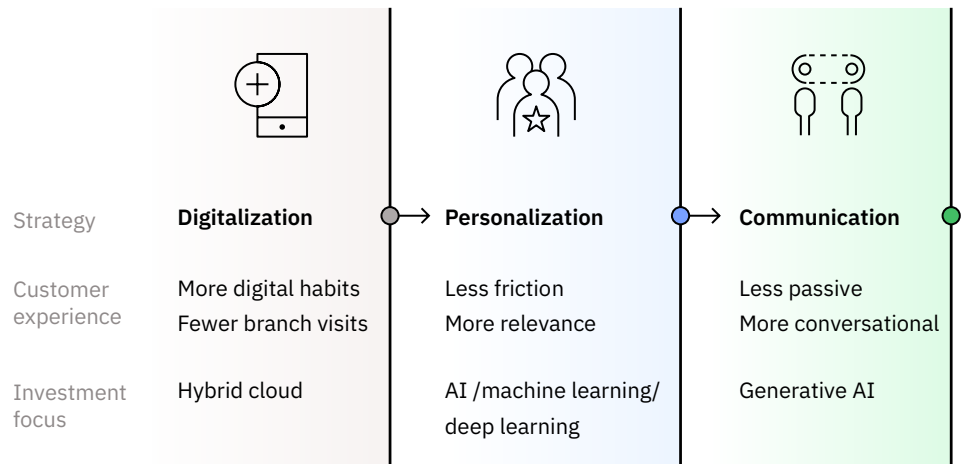 Strategy
Digitalization
Personalization
Communication
Customer
experience
More digital habits
Fewer branch visits
Less friction
More relevance
Less passive
More conversational
Investment
focus
Hybrid cloud
AI /machine learning/
deep learning
Generative AI